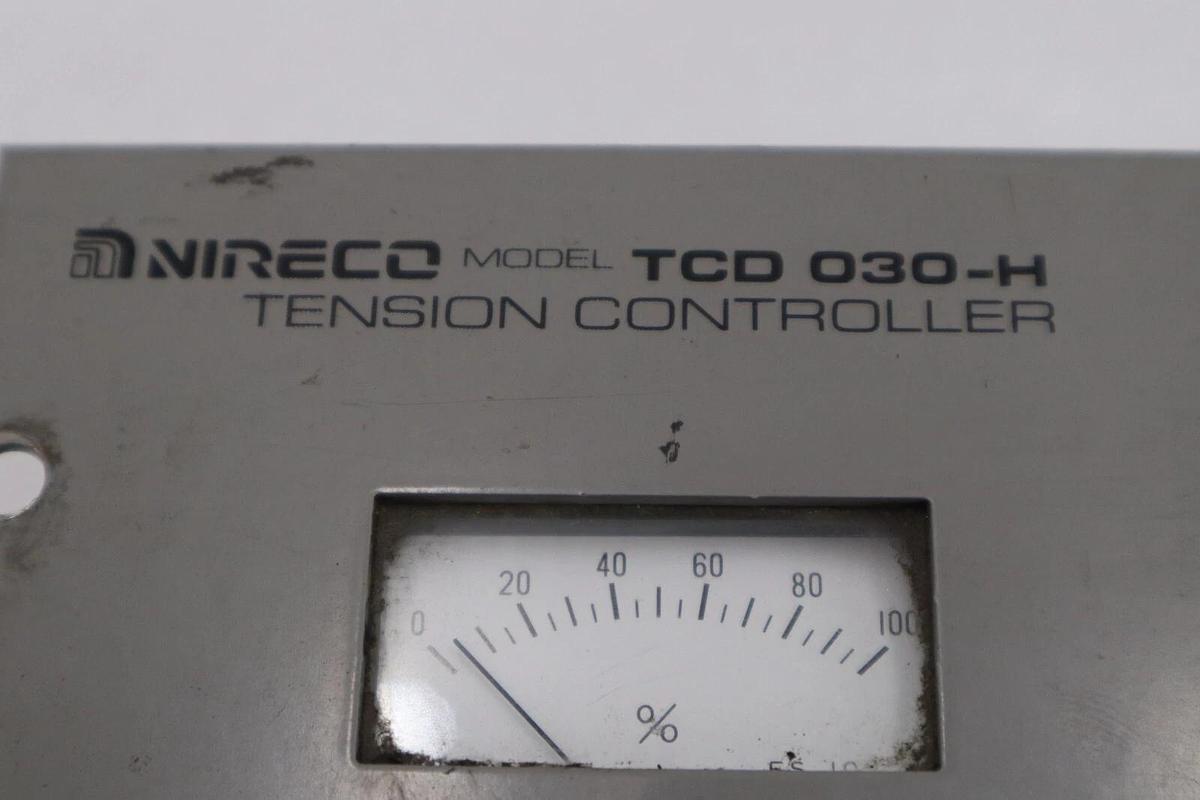 NIRECO MODEL TCD 030-H
TENSION CONTROLLER
0 20 40 60 80 100
%